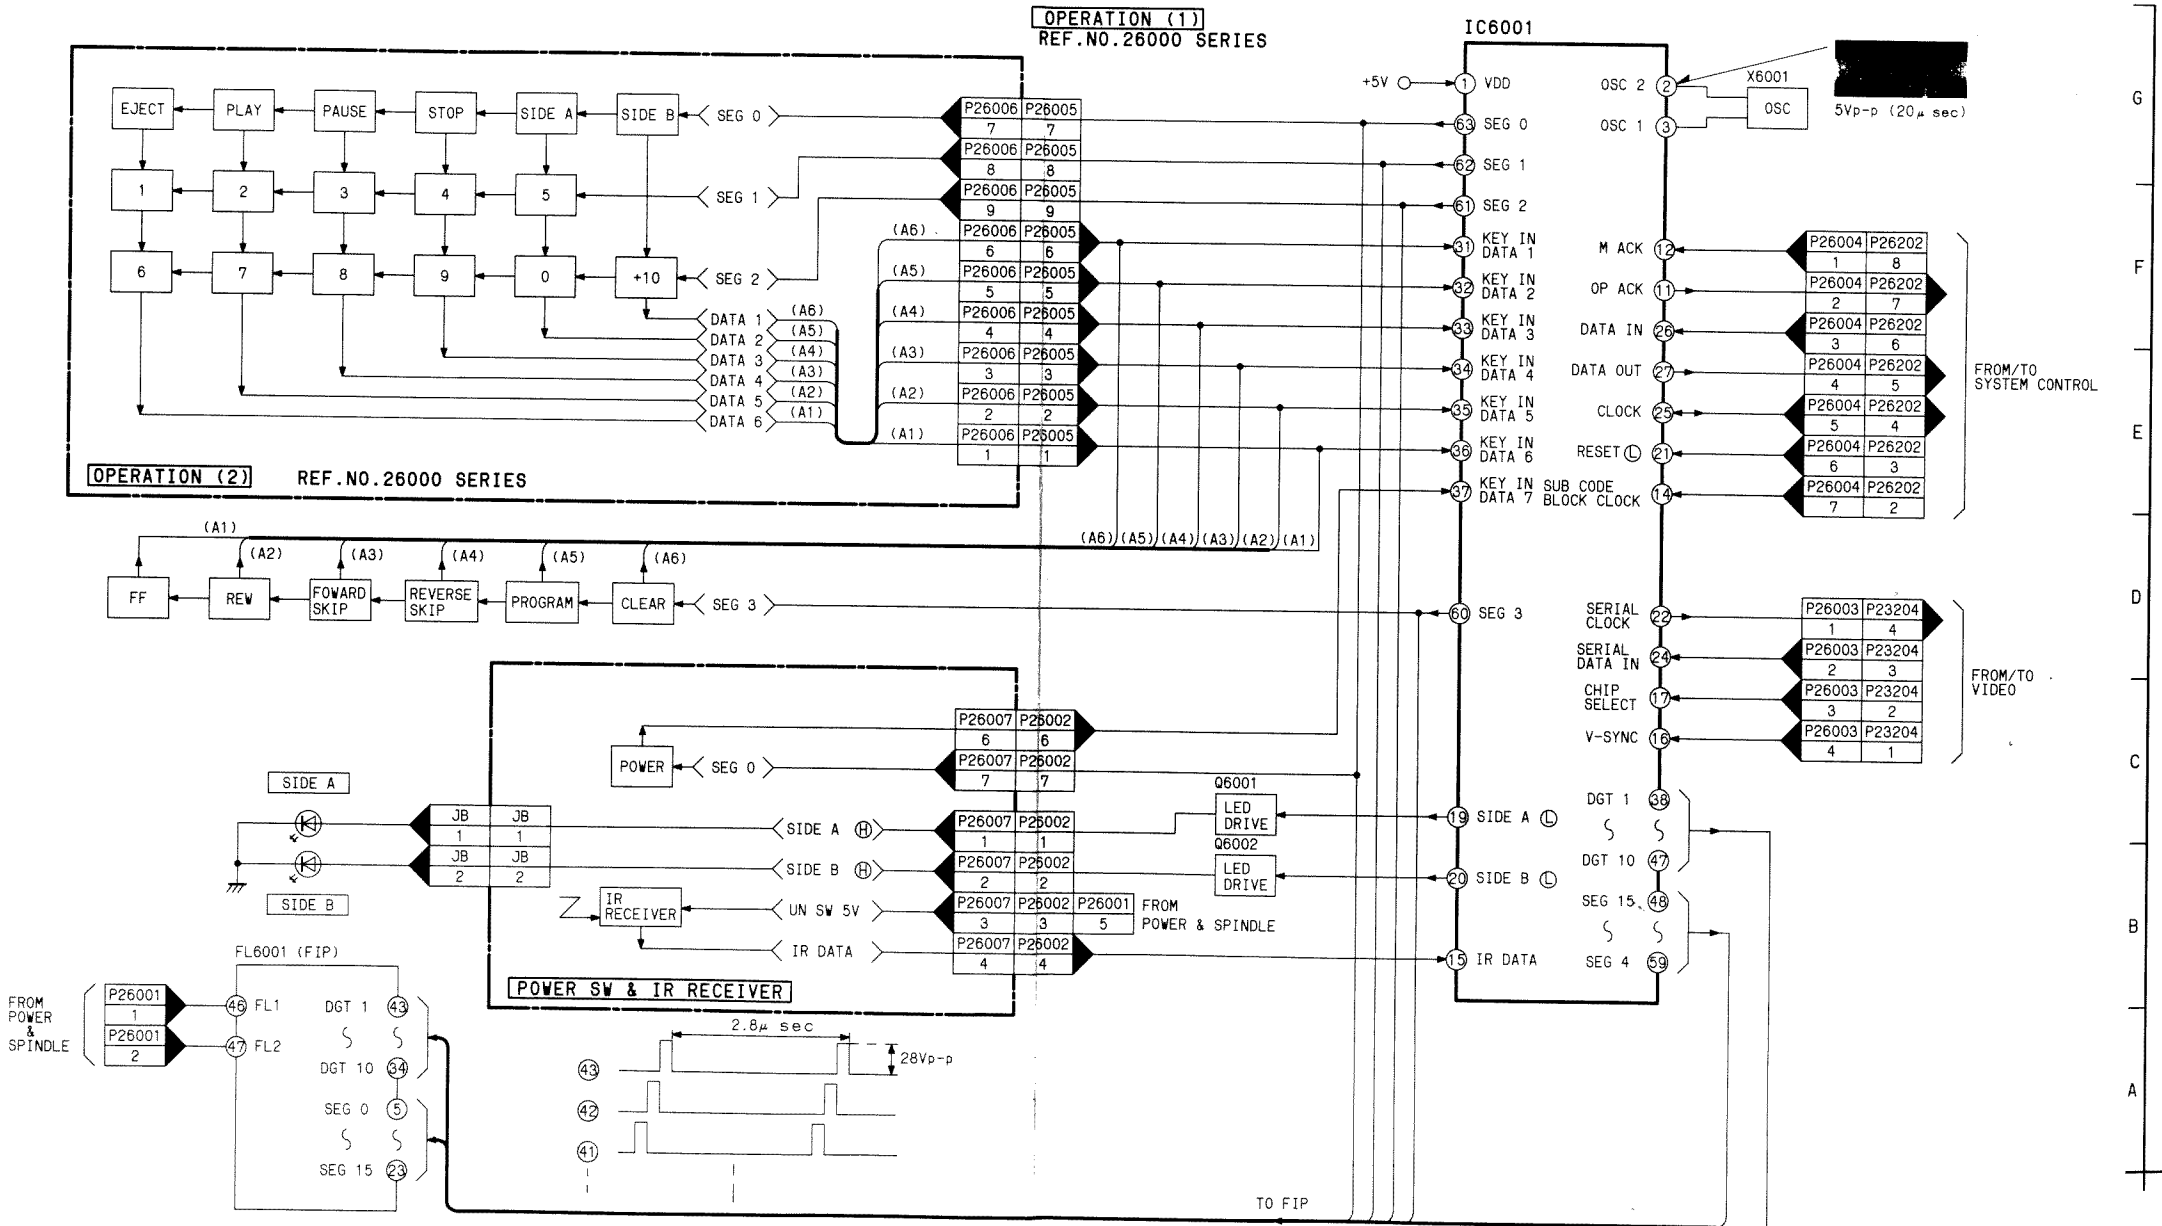 OPERATION (1)
REF.NO.26000 SERIES
IC6001
EJECT PLAY PAUSE STOP SIDE A SIDE B SEG 0
1 2 3 4 5 SEG 1
6 7 8 9 0 +10 SEG 2
DATA 1 (A6)
DATA 2 (A5)
DATA 3 (A4)
DATA 4 (A3)
DATA 5 (A2)
DATA 6 (A1)
OPERATION (2) REF.NO.26000 SERIES
P26006 P26005
7 7
P26006 P26005
8 8
P26006 P26005
9 9
(A6) P26006 P26005
6 6
(A5) P26006 P26005
5 5
(A4) P26006 P26005
4 4
(A3) P26006 P26005
3 3
(A2) P26006 P26005
2 2
(A1) P26006 P26005
1 1
+5V 1 VDD
63 SEG 0
62 SEG 1
61 SEG 2
31 KEY IN
DATA 1
32 KEY IN
DATA 2
33 KEY IN
DATA 3
34 KEY IN
DATA 4
35 KEY IN
DATA 5
36 KEY IN
DATA 6
37 KEY IN
DATA 7
60 SEG 3
19 SIDE A L
20 SIDE B L
15 IR DATA
OSC 2 2
OSC 1 3
X6001
OSC
5Vp-p (20μ sec)
M ACK 12 P26004 P26202
1 8
OP ACK 11 P26004 P26202
2 7
DATA IN 26 P26004 P26202
3 6
DATA OUT 27 P26004 P26202
4 5
CLOCK 25 P26004 P26202
5 4
RESET L 21 P26004 P26202
6 3
SUB CODE
BLOCK CLOCK 14 P26004 P26202
7 2
FROM/TO
SYSTEM CONTROL
SERIAL
CLOCK 22 P26003 P23204
1 4
SERIAL
DATA IN 24 P26003 P23204
2 3
CHIP
SELECT 17 P26003 P23204
3 2
V-SYNC 16 P26003 P23204
4 1
FROM/TO
VIDEO
DGT 1 38
DGT 10 47
SEG 15 48
SEG 4 59
(A1)
(A2) (A3) (A4) (A5) (A6)
(A6) (A5) (A4) (A3) (A2) (A1)
FF REW FOWARD
SKIP REVERSE
SKIP PROGRAM CLEAR SEG 3
POWER SEG 0
P26007 P26002
6 6
P26007 P26002
7 7
SIDE A
SIDE B
JB JB
1 1
JB JB
2 2
SIDE A H P26007 P26002
1 1
SIDE B H P26007 P26002
2 2
IR
RECEIVER
UN SW 5V P26007 P26002 P26001
3 3 5
FROM
POWER & SPINDLE
IR DATA P26007 P26002
4 4
Q6001
LED
DRIVE
Q6002
LED
DRIVE
POWER SW & IR RECEIVER
FL6001 (FIP)
FROM
POWER
&
SPINDLE
P26001
1
P26001
2
46 FL1
47 FL2
DGT 1 43
DGT 10 34
SEG 0 5
SEG 15 23
2.8μ sec
28Vp-p
43
42
41
TO FIP
G
F
E
D
C
B
A